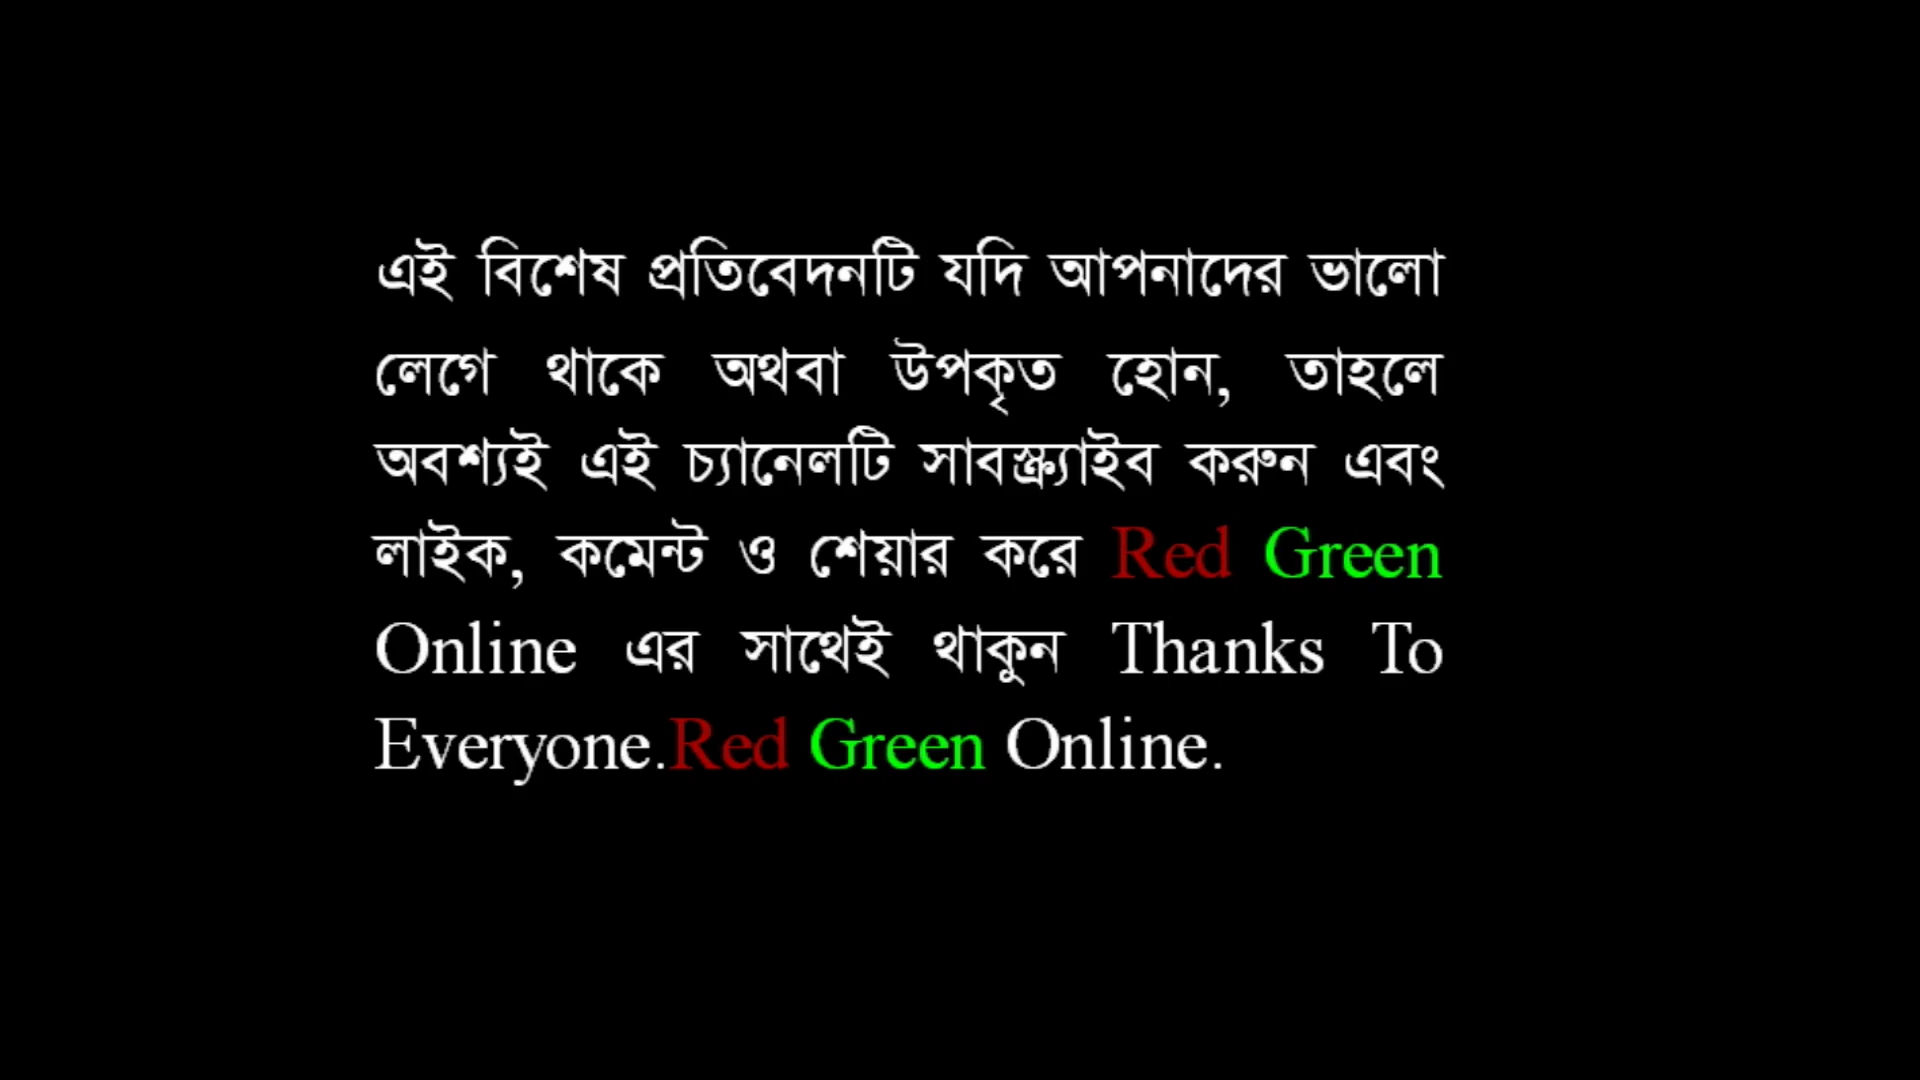 এই বিশেষ প্রতিবেদনটি যদি আপনাদের ভালো
লেগে থাকে অথবা উপকৃত হোন, তাহলে
অবশ্যই এই চ্যানেলটি সাবস্ক্র্যাইব করুন এবং
লাইক, কমেন্ট ও শেয়ার করে Red Green
Online এর সাথেই থাকুন Thanks To
Everyone.Red Green Online.